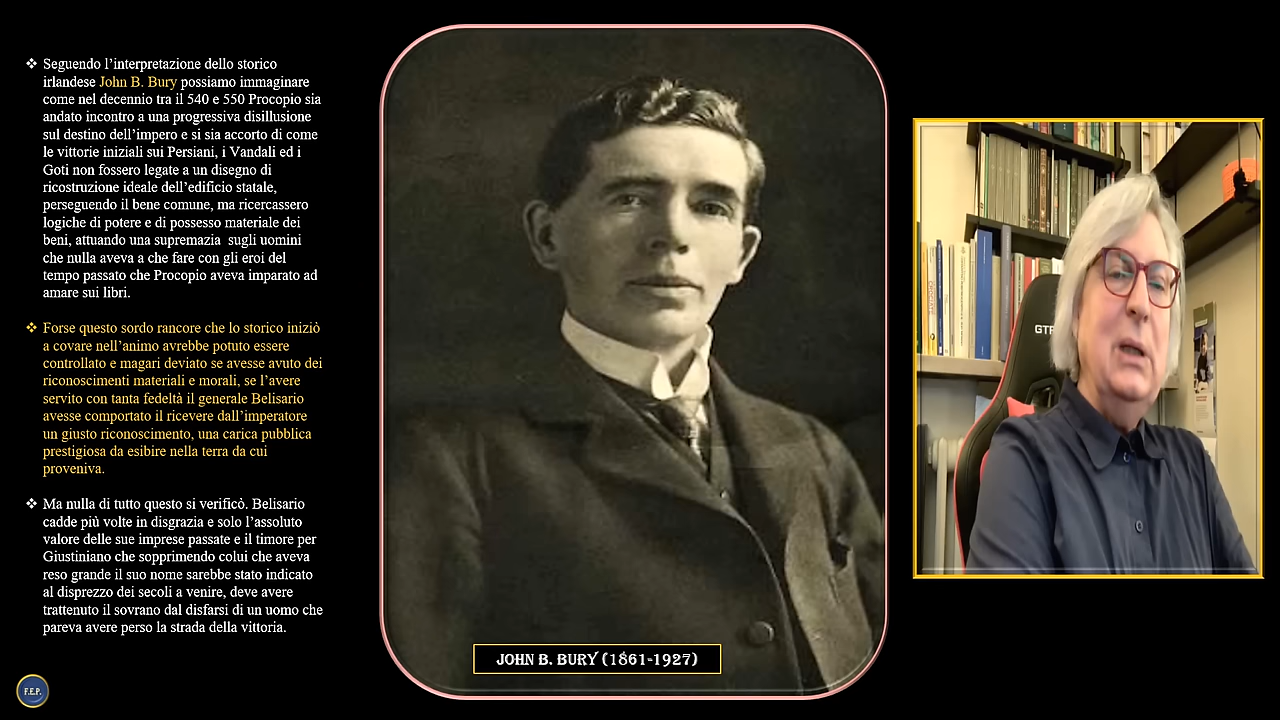 ❖ Seguendo l'interpretazione dello storico
irlandese John B. Bury possiamo immaginare
come nel decennio tra il 540 e 550 Procopio sia
andato incontro a una progressiva disillusione
sul destino dell'impero e si sia accorto di come
le vittorie iniziali sui Persiani, i Vandali ed i
Goti non fossero legate a un disegno di
ricostruzione ideale dell'edificio statale,
perseguendo il bene comune, ma ricercassero
logiche di potere e di possesso materiale dei
beni, attuando una supremazia sugli uomini
che nulla aveva a che fare con gli eroi del
tempo passato che Procopio aveva imparato ad
amare sui libri.
❖ Forse questo sordo rancore che lo storico iniziò
a covare nell'animo avrebbe potuto essere
controllato e magari deviato se avesse avuto dei
riconoscimenti materiali e morali, se l'avere
servito con tanta fedeltà il generale Belisario
avesse comportato il ricevere dall'imperatore
un giusto riconoscimento, una carica pubblica
prestigiosa da esibire nella terra da cui
proveniva.
❖ Ma nulla di tutto questo si verificò. Belisario
cadde più volte in disgrazia e solo l'assoluto
valore delle sue imprese passate e il timore per
Giustiniano che sopprimendo colui che aveva
reso grande il suo nome sarebbe stato indicato
al disprezzo dei secoli a venire, deve avere
trattenuto il sovrano dal disfarsi di un uomo che
pareva avere perso la strada della vittoria.
F.E.P.
JOHN B. BURY (1861-1927)
GTF